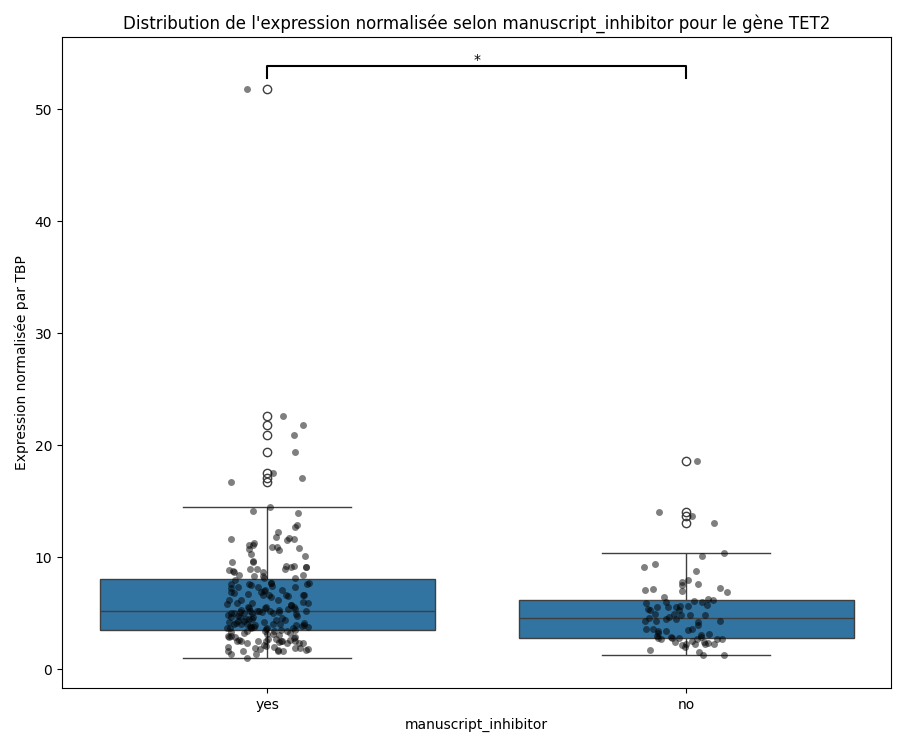 Distribution de l'expression normalisée selon manuscript_inhibitor pour le gène TET2
*
Expression normalisée par TBP
50
40
30
20
10
0
yes
no
manuscript_inhibitor